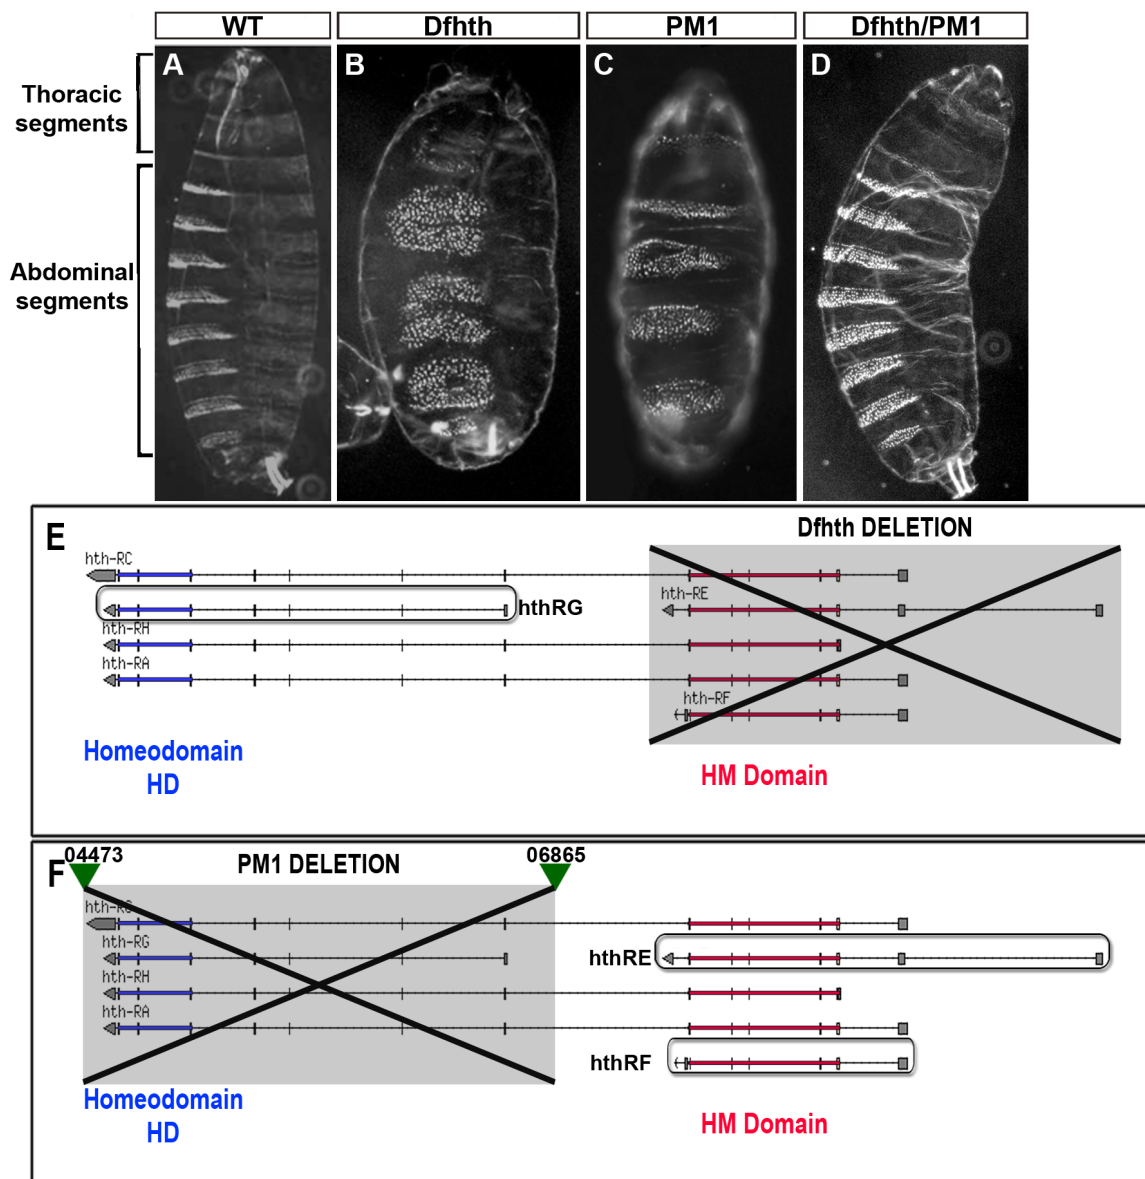 WT
Dfhth
PM1
Dfhth/PM1
A
B
C
D
Thoracic
segments
Abdominal
segments
E
Dfhth DELETION
hth-RC
hth-RE
hthRG
hth-RH
hth-RA
hth-RF
Homeodomain
HD
HM Domain
04473
06865
F
PM1 DELETION
hth-RC
hth-RG
hthRE
hth-RH
hth-RA
hthRF
Homeodomain
HD
HM Domain